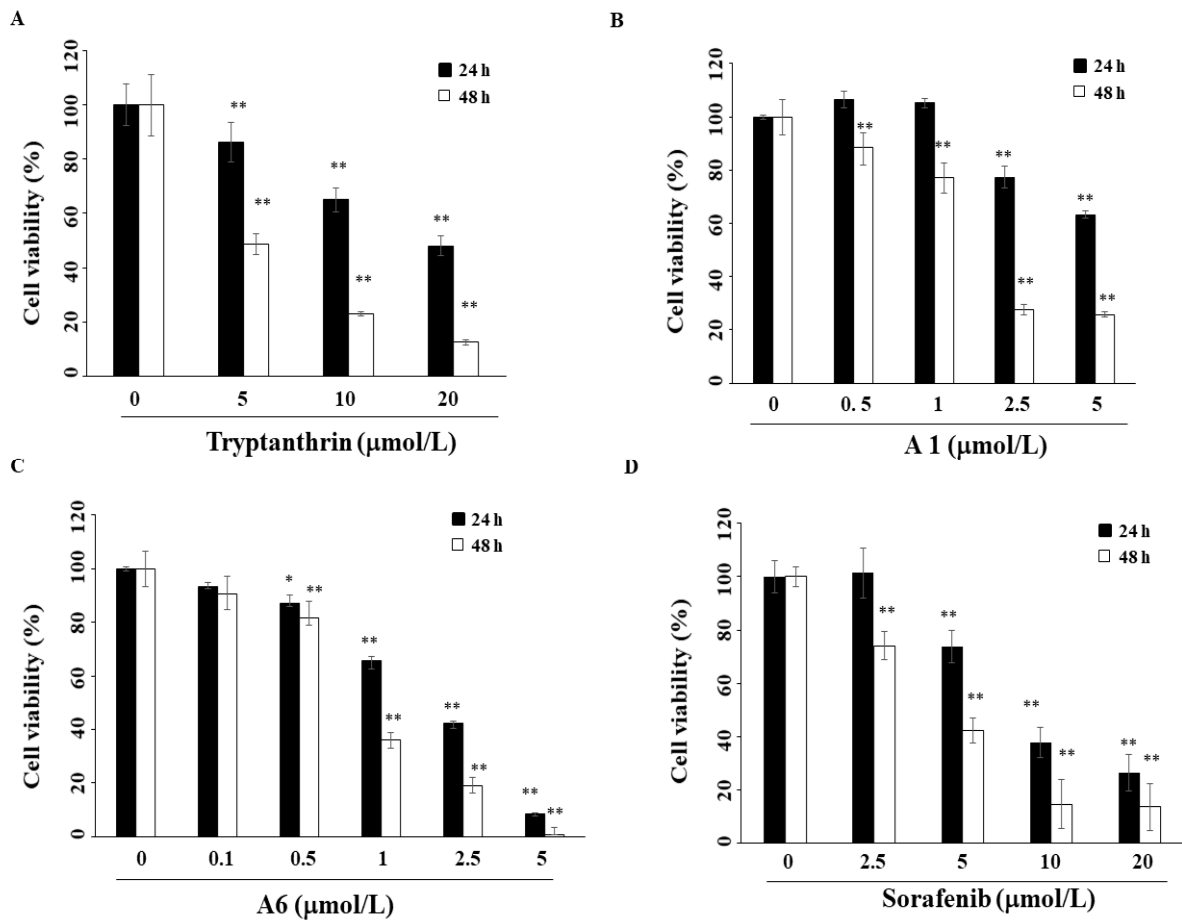 A
Cell viability (%)
120
100
80
60
40
20
0
24 h
48 h
**
**
**
**
**
**
0 5 10 20
Tryptanthrin (μmol/L)
B
Cell viability (%)
120
100
80
60
40
20
0
24 h
48 h
**
**
**
**
**
**
0 0. 5 1 2.5 5
A 1 (μmol/L)
C
Cell viability (%)
120
100
80
60
40
20
0
24 h
48 h
*
**
**
**
**
**
**
**
0 0.1 0.5 1 2.5 5
A6 (μmol/L)
D
Cell viability (%)
120
100
80
60
40
20
0
24 h
48 h
**
**
**
**
**
**
**
0 2.5 5 10 20
Sorafenib (μmol/L)